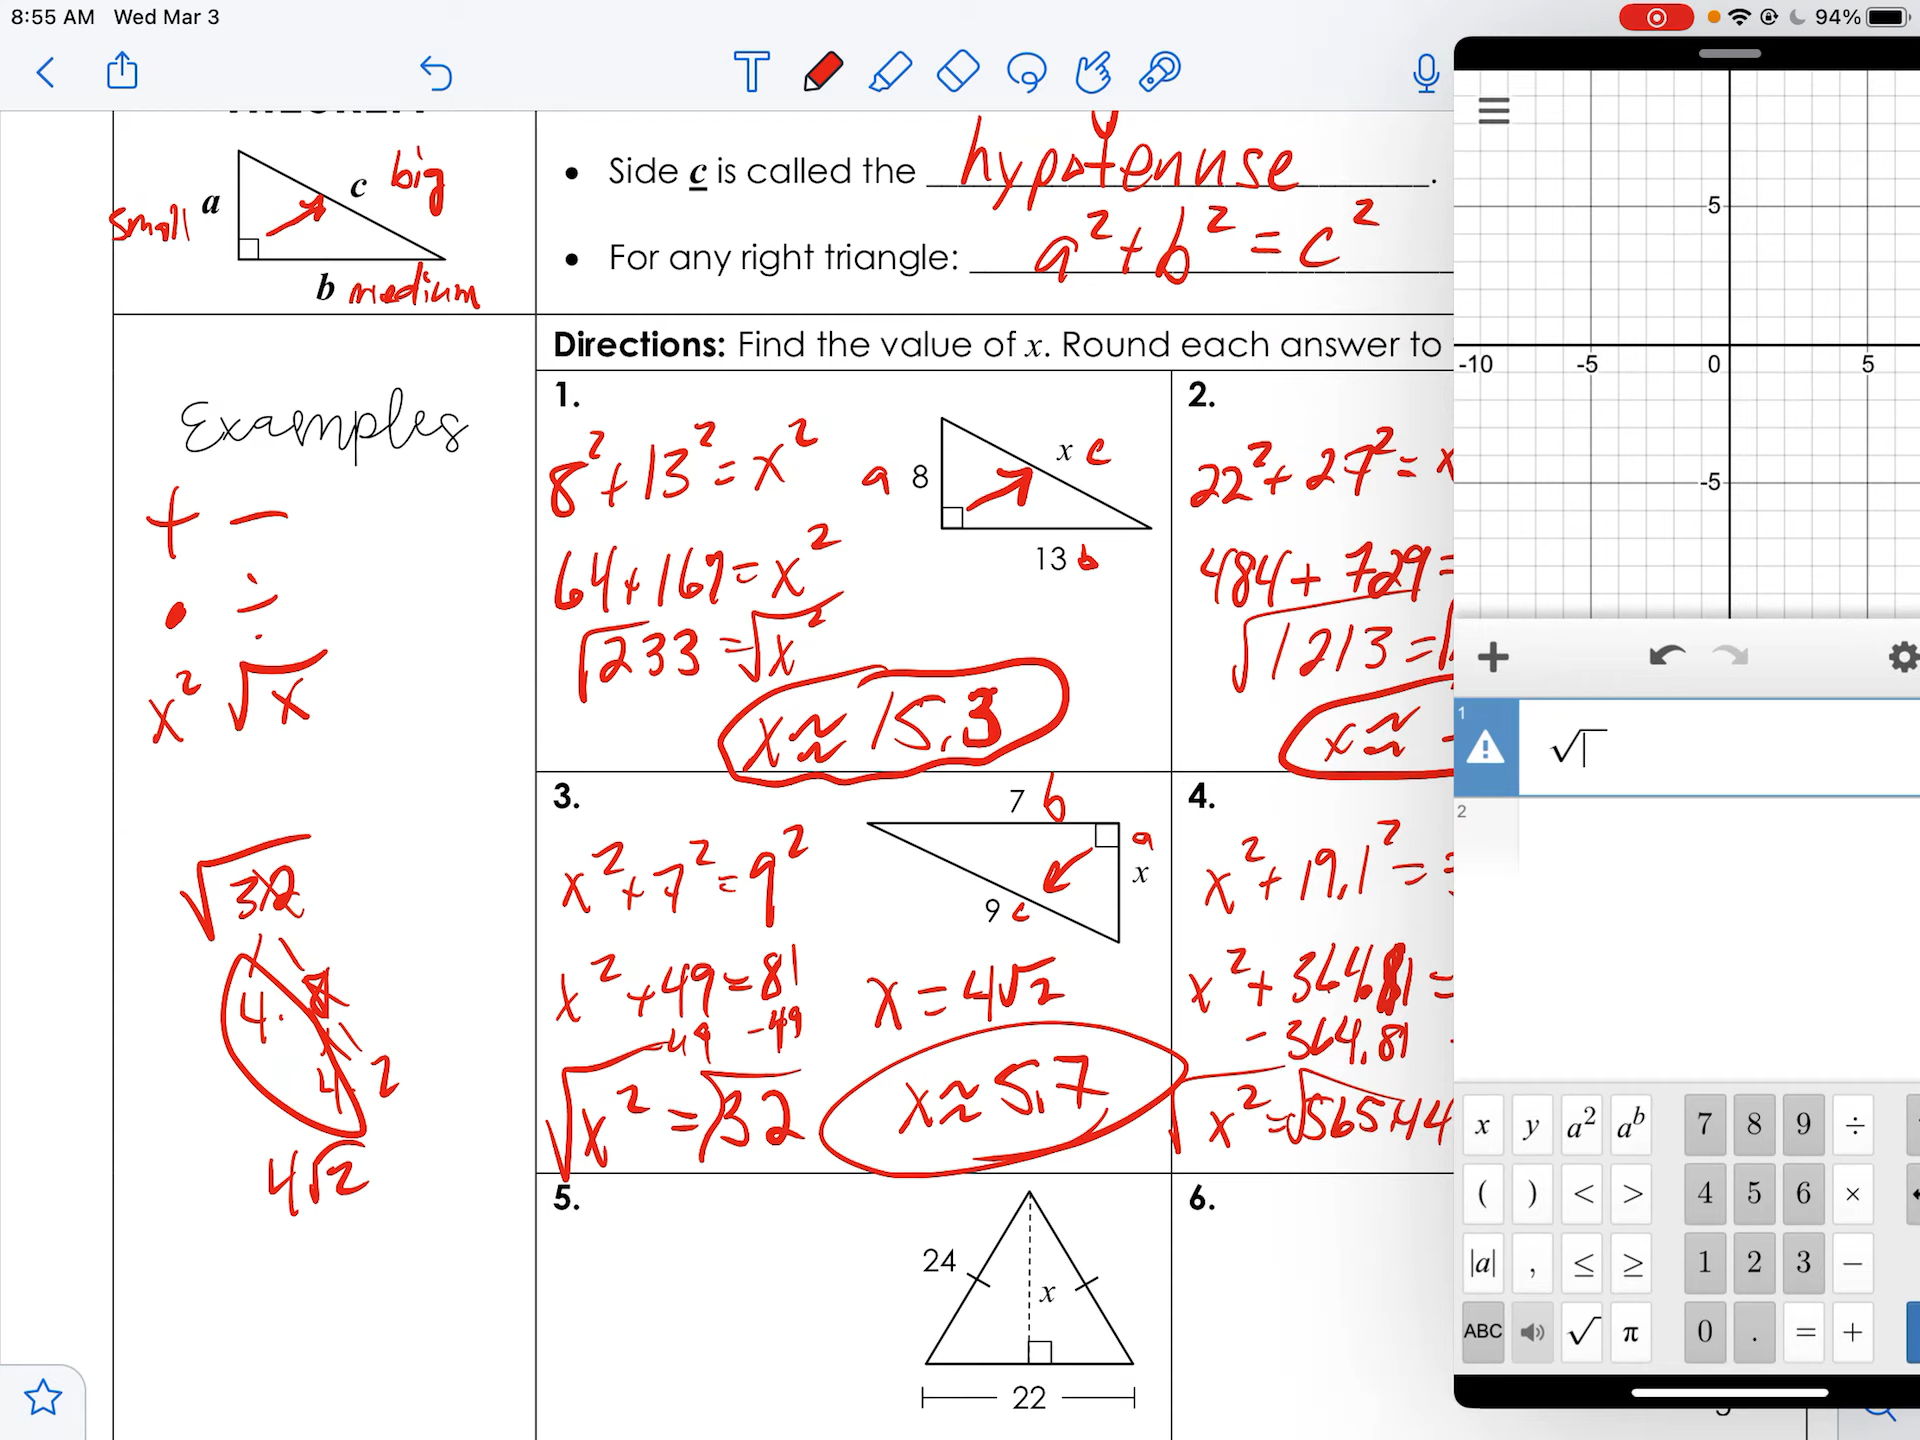 8:55 AM Wed Mar 3
94%
a
small
c
big
b
medium
• Side c is called the hypotenuse.
• For any right triangle: a² + b² = c²
Directions: Find the value of x. Round each answer to
Examples
+ −
• ÷
x² √x
√32
4 · 8
4 2
4√2
1.
8² + 13² = x²
64 + 169 = x²
√233 = √x²
x ≈ 15.3
a 8
x c
13 b
2.
22² + 27² = x
484 + 729 =
√1213 =
x ≈
3.
x² + 7² = 9²
x² + 49 = 81
-49 -49
√x² = √32
7 b
a
x
9 c
x = 4√2
x ≈ 5.7
4.
x² + 19.1² =
x² + 364.81 =
- 364.81
√x² = √565.44
5.
24
x
22
6.
5
-10 -5 0 5
-5
1
√
2
x y a² aᵇ 7 8 9 ÷
( ) < > 4 5 6 ×
|a| , ≤ ≥ 1 2 3 −
ABC √ π 0 . = +